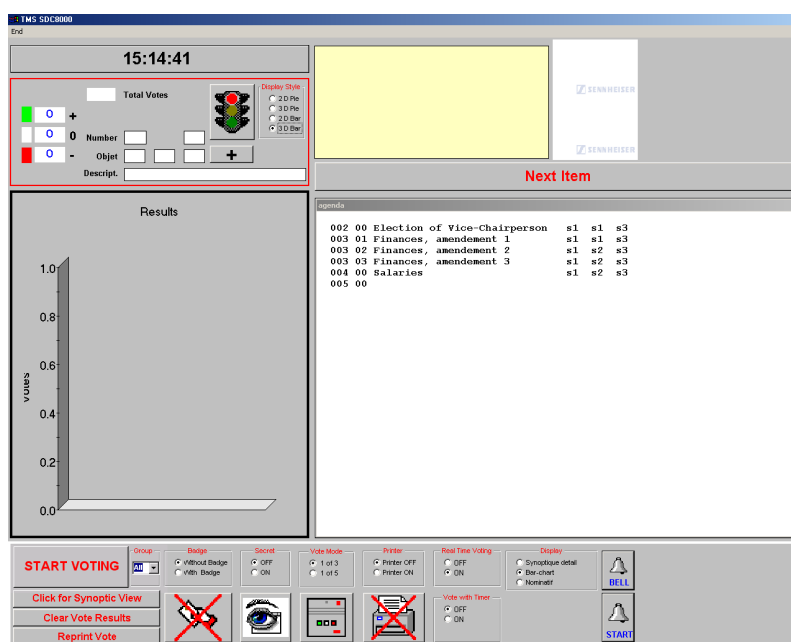 TMS SDC8000
End
15:14:41
Total Votes
0 +
0 0
0 -
Number
Objet
+
Descript.
Display Style
2 D Pie
3 D Pie
2 D Bar
3 D Bar
SENNHEISER
SENNHEISER
Next Item
Results
Votes
1.0
0.8
0.6
0.4
0.2
0.0
agenda
002 00 Election of Vice-Chairperson s1 s1 s3
003 01 Finances, amendement 1 s1 s1 s3
003 02 Finances, amendement 2 s1 s2 s3
003 03 Finances, amendement 3 s1 s2 s3
004 00 Salaries s1 s2 s3
005 00
START VOTING
Group
All
Badge
Without Badge
With Badge
Secret
OFF
ON
Vote Mode
1 of 3
1 of 5
Printer
Printer OFF
Printer ON
Real Time Voting
OFF
ON
Display
Synoptique detail
Bar-chart
Nominatif
BELL
Click for Synoptic View
Clear Vote Results
Reprint Vote
Vote with Timer
OFF
ON
START